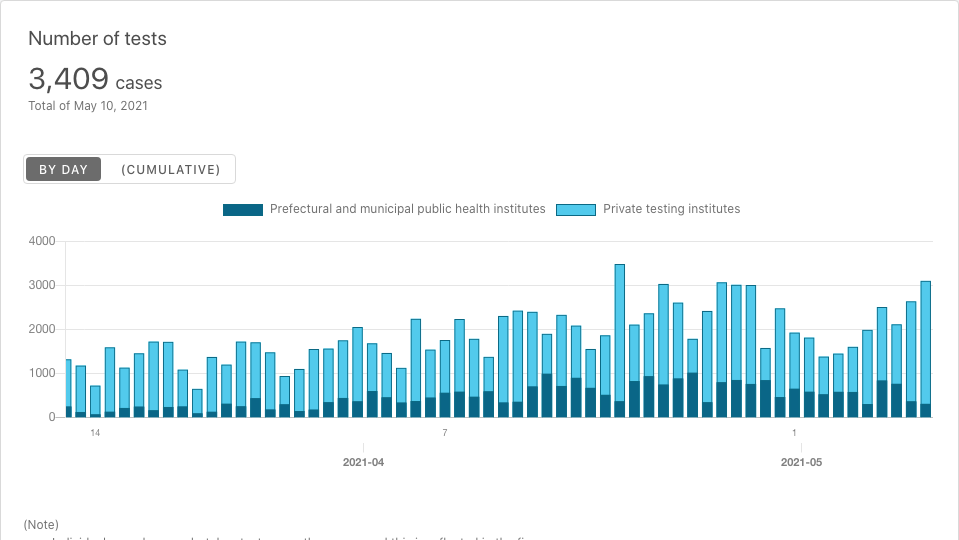 Number of tests
3,409 cases
Total of May 10, 2021
BY DAY (CUMULATIVE)
Prefectural and municipal public health institutes Private testing institutes
4000
3000
2000
1000
0
14 7 1
2021-04 2021-05
(Note)